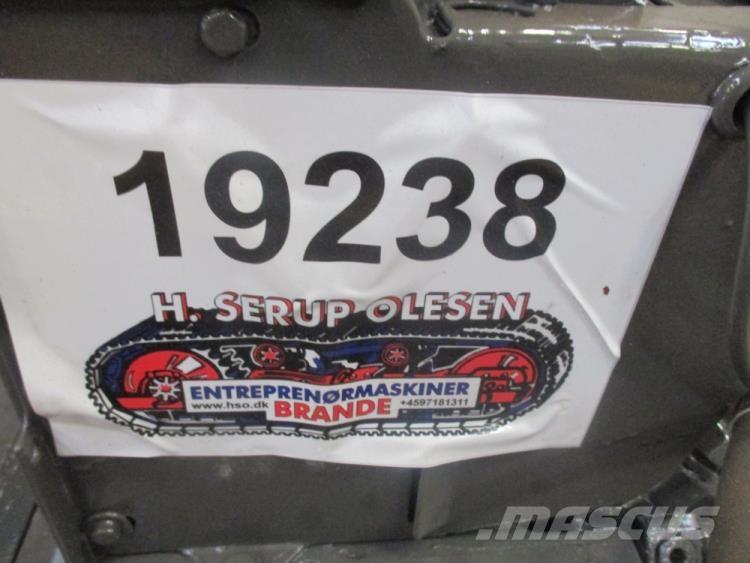 19238
H. SERUP OLESEN
ENTREPRENØRMASKINER
www.hso.dk BRANDE +4597181311
MASCUS